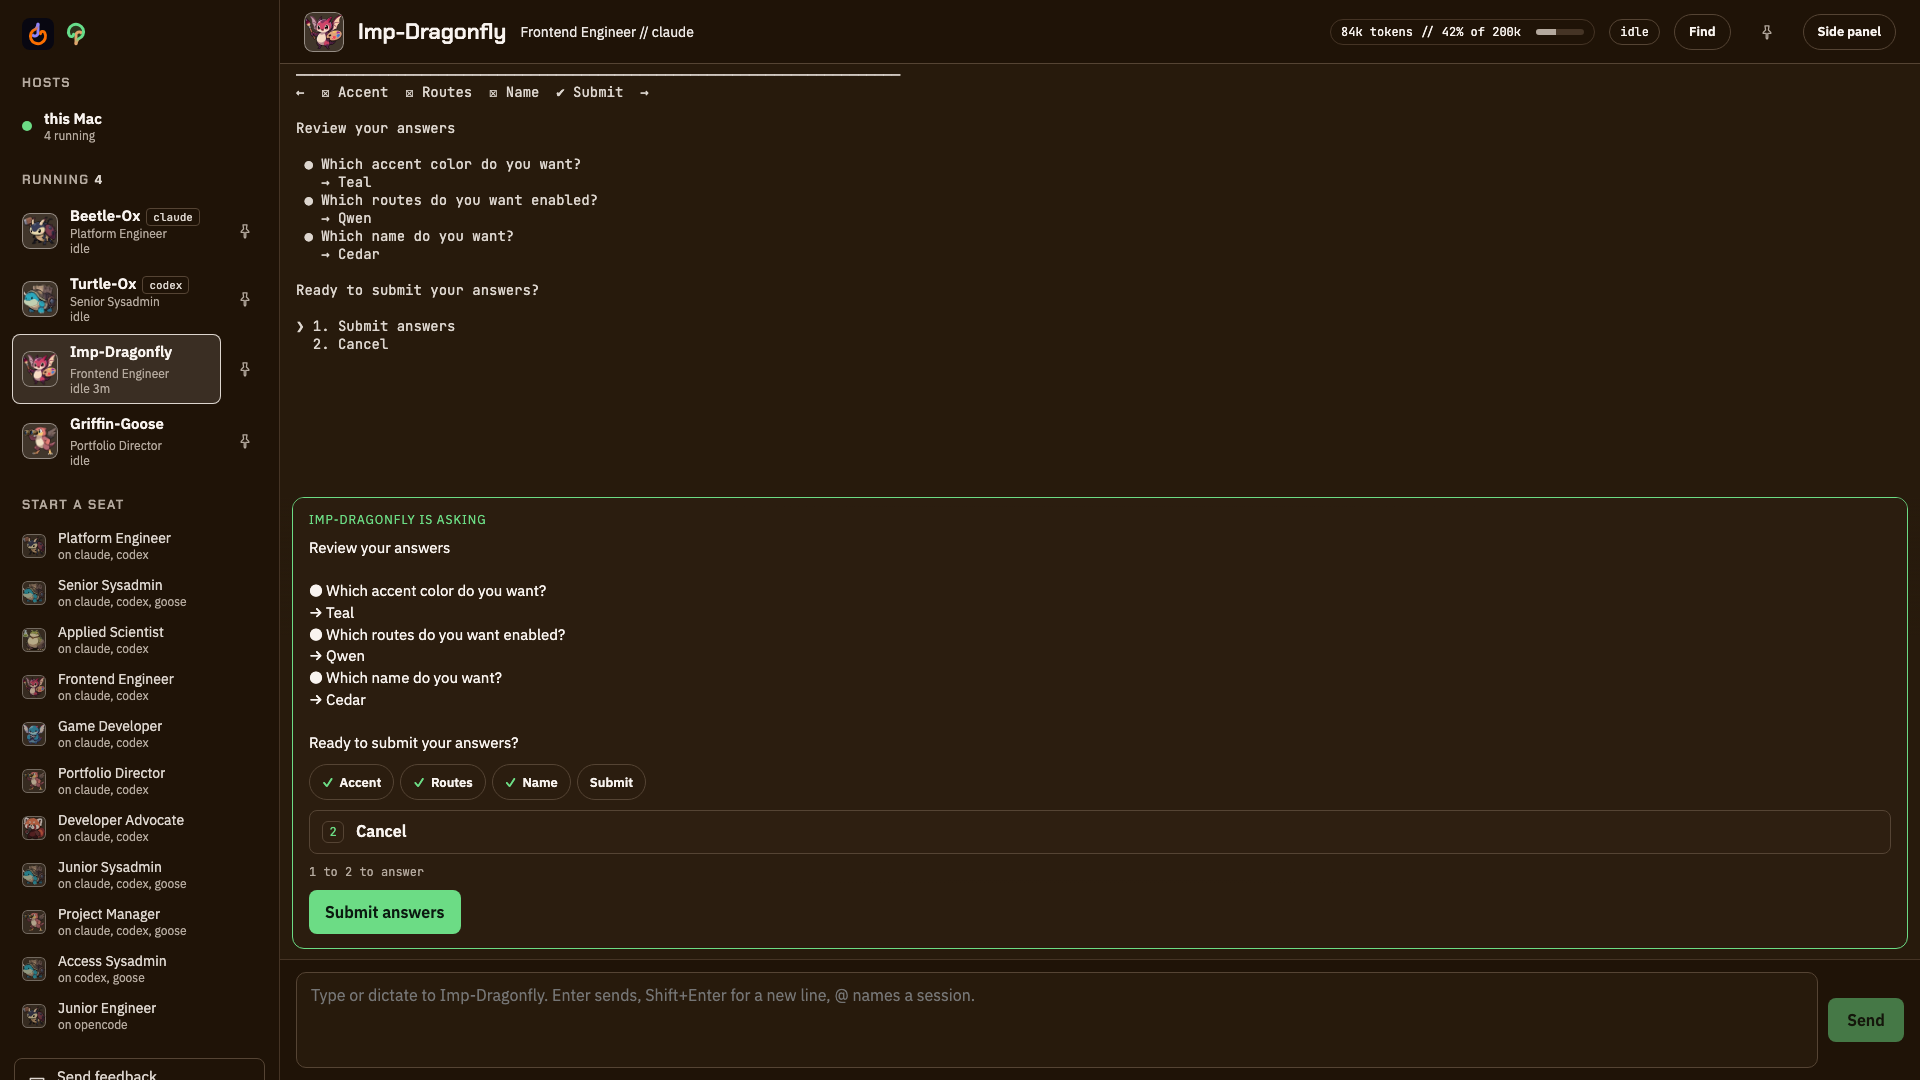 Imp-Dragonfly
Frontend Engineer // claude
84k tokens // 42% of 200k
idle
Find
Side panel
HOSTS
this Mac
4 running
RUNNING 4
Beetle-Ox claude
Platform Engineer
idle
Turtle-Ox codex
Senior Sysadmin
idle
Imp-Dragonfly
Frontend Engineer
idle 3m
Griffin-Goose
Portfolio Director
idle
START A SEAT
Platform Engineer
on claude, codex
Senior Sysadmin
on claude, codex, goose
Applied Scientist
on claude, codex
Frontend Engineer
on claude, codex
Game Developer
on claude, codex
Portfolio Director
on claude, codex
Developer Advocate
on claude, codex
Junior Sysadmin
on claude, codex, goose
Project Manager
on claude, codex, goose
Access Sysadmin
on codex, goose
Junior Engineer
on opencode
Send feedback
← ☒ Accent ☒ Routes ☒ Name ✔ Submit →
Review your answers
● Which accent color do you want?
→ Teal
● Which routes do you want enabled?
→ Qwen
● Which name do you want?
→ Cedar
Ready to submit your answers?
❯ 1. Submit answers
2. Cancel
IMP-DRAGONFLY IS ASKING
Review your answers
● Which accent color do you want?
→ Teal
● Which routes do you want enabled?
→ Qwen
● Which name do you want?
→ Cedar
Ready to submit your answers?
✓ Accent ✓ Routes ✓ Name Submit
2 Cancel
1 to 2 to answer
Submit answers
Type or dictate to Imp-Dragonfly. Enter sends, Shift+Enter for a new line, @ names a session.
Send